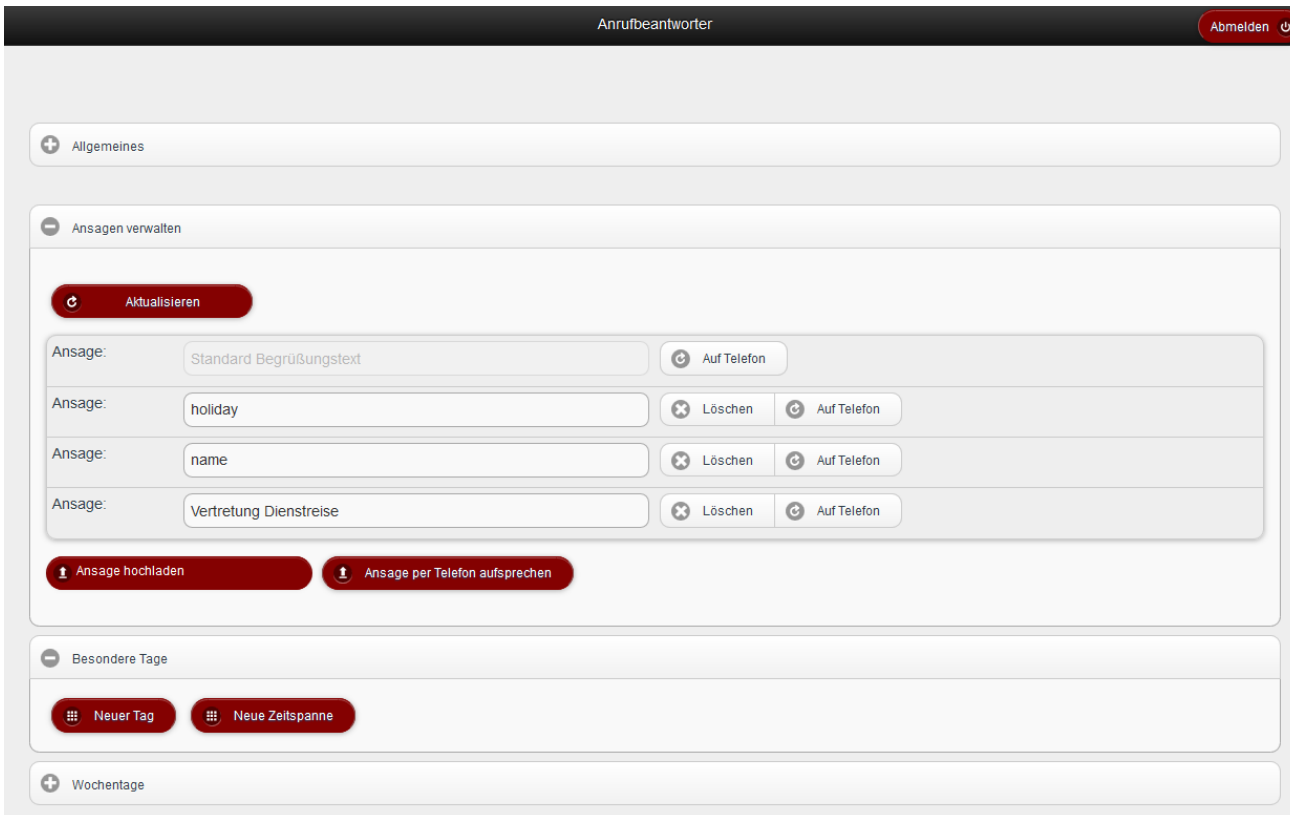 Anrufbeantworter
Abmelden
Allgemeines
Ansagen verwalten
Aktualisieren
Ansage: Standard Begrüßungstext Auf Telefon
Ansage: holiday Löschen Auf Telefon
Ansage: name Löschen Auf Telefon
Ansage: Vertretung Dienstreise Löschen Auf Telefon
Ansage hochladen Ansage per Telefon aufsprechen
Besondere Tage
Neuer Tag Neue Zeitspanne
Wochentage